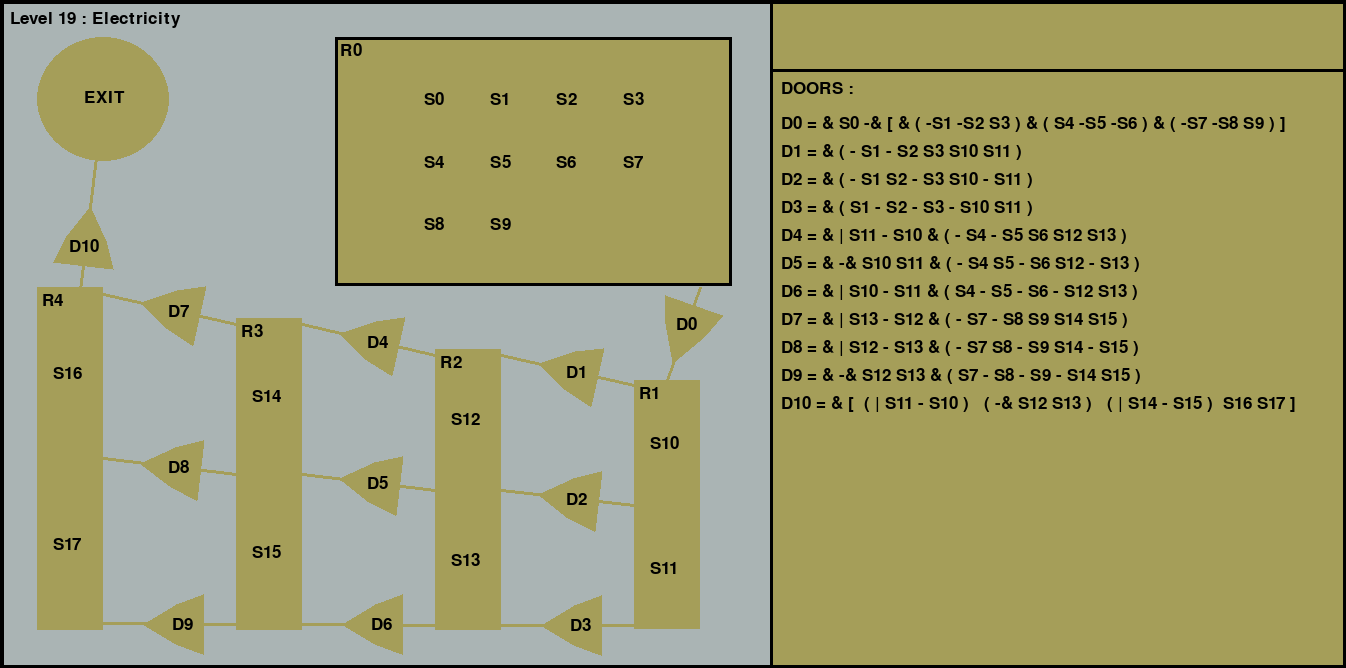 Level 19 : Electricity
EXIT
R0
S0 S1 S2 S3
S4 S5 S6 S7
S8 S9
D10
D0
R4
D7
R3
D4
R2
D1
R1
S16
S14
S12
S10
D8
D5
D2
S17
S15
S13
S11
D9
D6
D3
DOORS :
D0 = & S0 -& [ & ( -S1 -S2 S3 ) & ( S4 -S5 -S6 ) & ( -S7 -S8 S9 ) ]
D1 = & ( - S1 - S2 S3 S10 S11 )
D2 = & ( - S1 S2 - S3 S10 - S11 )
D3 = & ( S1 - S2 - S3 - S10 S11 )
D4 = & | S11 - S10 & ( - S4 - S5 S6 S12 S13 )
D5 = & -& S10 S11 & ( - S4 S5 - S6 S12 - S13 )
D6 = & | S10 - S11 & ( S4 - S5 - S6 - S12 S13 )
D7 = & | S13 - S12 & ( - S7 - S8 S9 S14 S15 )
D8 = & | S12 - S13 & ( - S7 S8 - S9 S14 - S15 )
D9 = & -& S12 S13 & ( S7 - S8 - S9 - S14 S15 )
D10 = & [ ( | S11 - S10 ) ( -& S12 S13 ) ( | S14 - S15 ) S16 S17 ]